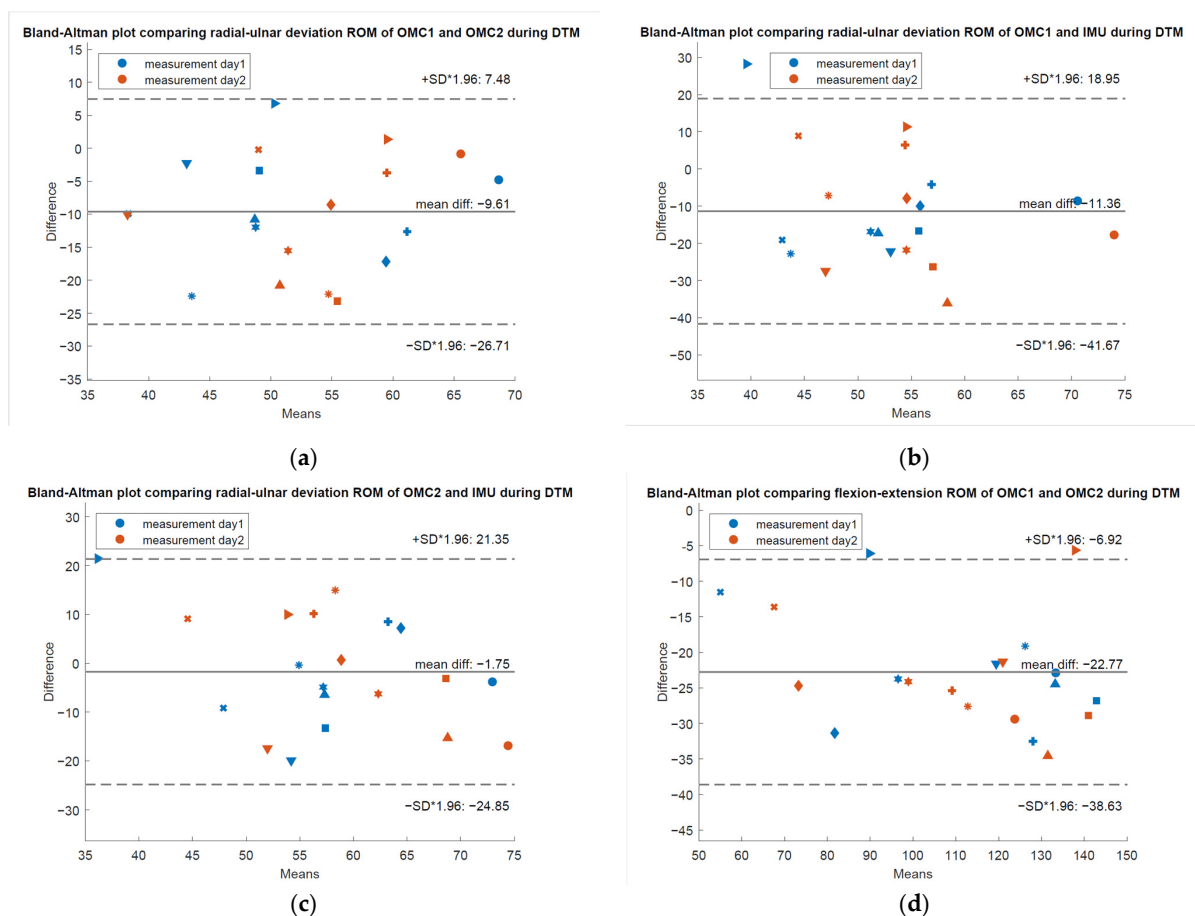 Bland-Altman plot comparing radial-ulnar deviation ROM of OMC1 and OMC2 during DTM
15
10
5
0
−5
−10
−15
−20
−25
−30
−35
measurement day1
measurement day2
+SD*1.96: 7.48
mean diff: −9.61
−SD*1.96: −26.71
Difference
35 40 45 50 55 60 65 70
Means
(a)
Bland-Altman plot comparing radial-ulnar deviation ROM of OMC1 and IMU during DTM
30
20
10
0
−10
−20
−30
−40
−50
measurement day1
measurement day2
+SD*1.96: 18.95
mean diff: −11.36
−SD*1.96: −41.67
Difference
35 40 45 50 55 60 65 70 75
Means
(b)
Bland-Altman plot comparing radial-ulnar deviation ROM of OMC2 and IMU during DTM
30
20
10
0
−10
−20
−30
measurement day1
measurement day2
+SD*1.96: 21.35
mean diff: −1.75
−SD*1.96: −24.85
Difference
35 40 45 50 55 60 65 70 75
Means
(c)
Bland-Altman plot comparing flexion-extension ROM of OMC1 and OMC2 during DTM
0
−5
−10
−15
−20
−25
−30
−35
−40
−45
measurement day1
measurement day2
+SD*1.96: −6.92
mean diff: −22.77
−SD*1.96: −38.63
Difference
50 60 70 80 90 100 110 120 130 140 150
Means
(d)